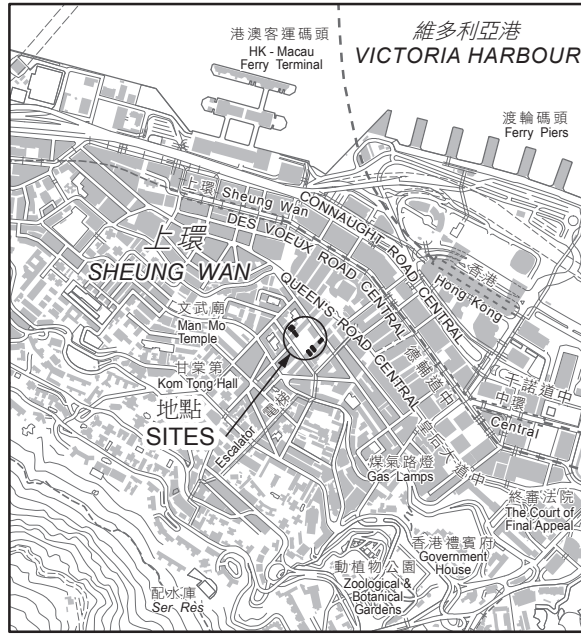 港澳客運碼頭
HK - Macau
Ferry Terminal
維多利亞港
VICTORIA HARBOUR
渡輪碼頭
Ferry Piers
上環 Sheung Wan
CONNAUGHT ROAD CENTRAL
DES VOEUX ROAD CENTRAL
上環
SHEUNG WAN
QUEEN'S ROAD CENTRAL
香港
Hong Kong
文武廟
Man Mo
Temple
甘棠第
Kom Tong Hall
地點
SITES
電梯
Escalator
德輔道中
干諾道中
中環
Central
皇后大道中
煤氣路燈
Gas Lamps
終審法院
The Court of
Final Appeal
香港禮賓府
Government
House
動植物公園
Zoological &
Botanical
Gardens
配水庫
Ser Res